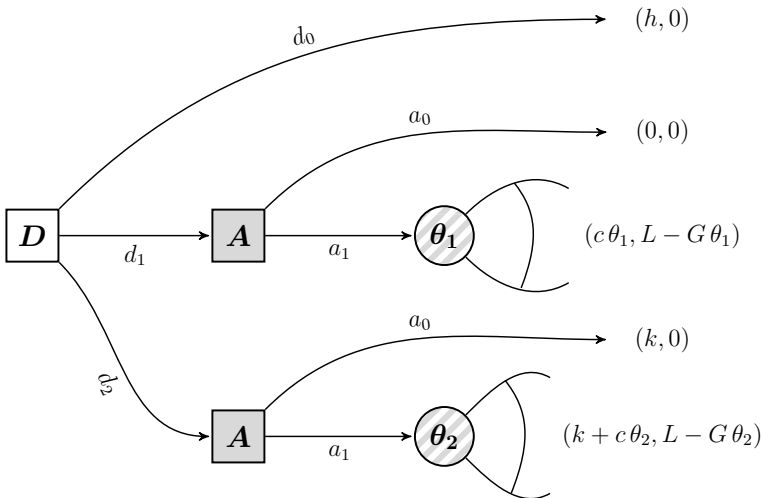 d₀
(h, 0)
a₀
(0, 0)
D
d₁
A
a₁
θ₁
(c θ₁, L − G θ₁)
a₀
(k, 0)
d₂
A
a₁
θ₂
(k + c θ₂, L − G θ₂)